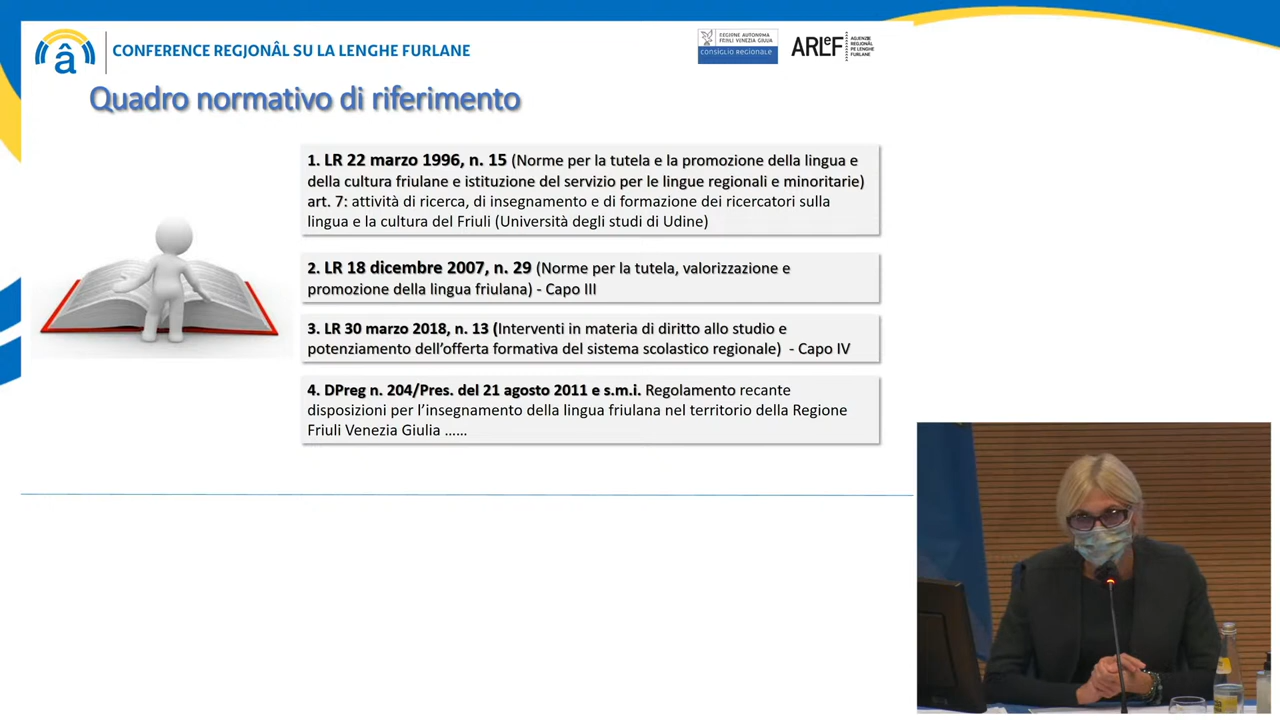 â
CONFERENCE REGJONÂL SU LA LENGHE FURLANE
REGIONE AUTONOMA
FRIULI VENEZIA GIULIA
CONSIGLIO REGIONALE
ARLeF
AGJENZIE
REGJONÂL
PE LENGHE
FURLANE
Quadro normativo di riferimento
1. LR 22 marzo 1996, n. 15 (Norme per la tutela e la promozione della lingua e
della cultura friulane e istituzione del servizio per le lingue regionali e minoritarie)
art. 7: attività di ricerca, di insegnamento e di formazione dei ricercatori sulla
lingua e la cultura del Friuli (Università degli studi di Udine)
2. LR 18 dicembre 2007, n. 29 (Norme per la tutela, valorizzazione e
promozione della lingua friulana) - Capo III
3. LR 30 marzo 2018, n. 13 (Interventi in materia di diritto allo studio e
potenziamento dell’offerta formativa del sistema scolastico regionale) - Capo IV
4. DPreg n. 204/Pres. del 21 agosto 2011 e s.m.i. Regolamento recante
disposizioni per l’insegnamento della lingua friulana nel territorio della Regione
Friuli Venezia Giulia ……